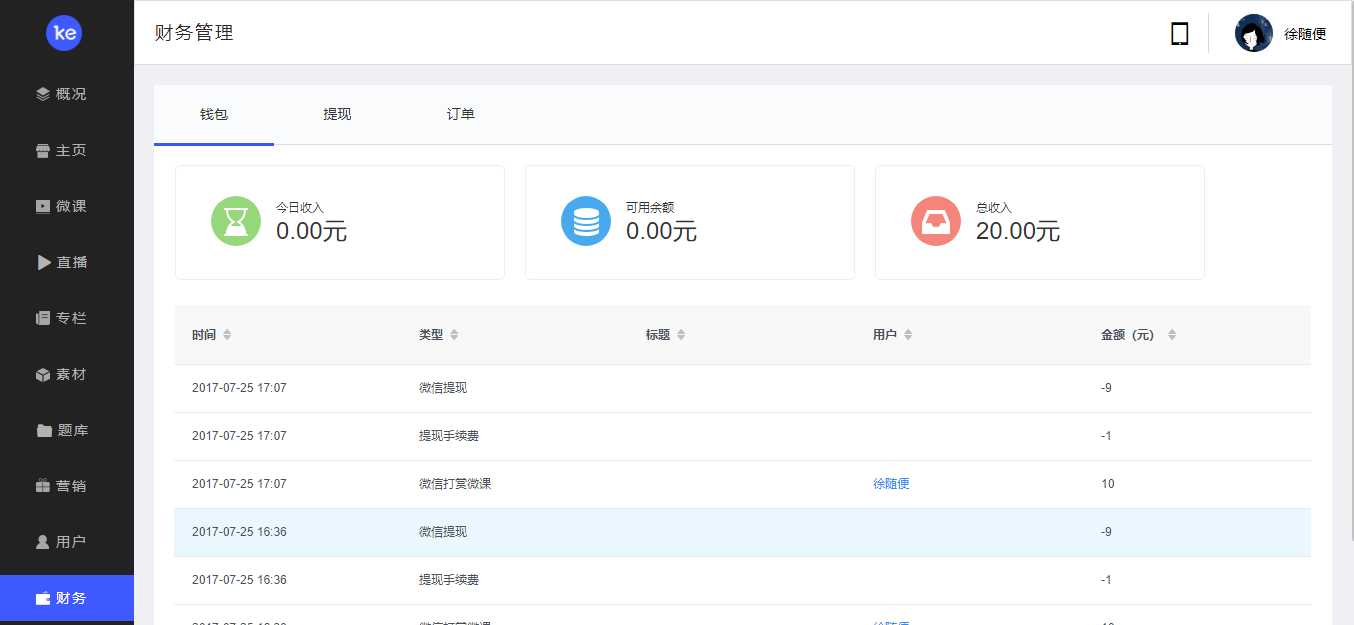 ke
财务管理
徐随便
概况
主页
微课
直播
专栏
素材
题库
营销
用户
财务
钱包 提现 订单
今日收入
0.00元
可用余额
0.00元
总收入
20.00元
时间 类型 标题 用户 金额（元）
2017-07-25 17:07 微信提现 -9
2017-07-25 17:07 提现手续费 -1
2017-07-25 17:07 微信打赏微课 徐随便 10
2017-07-25 16:36 微信提现 -9
2017-07-25 16:36 提现手续费 -1